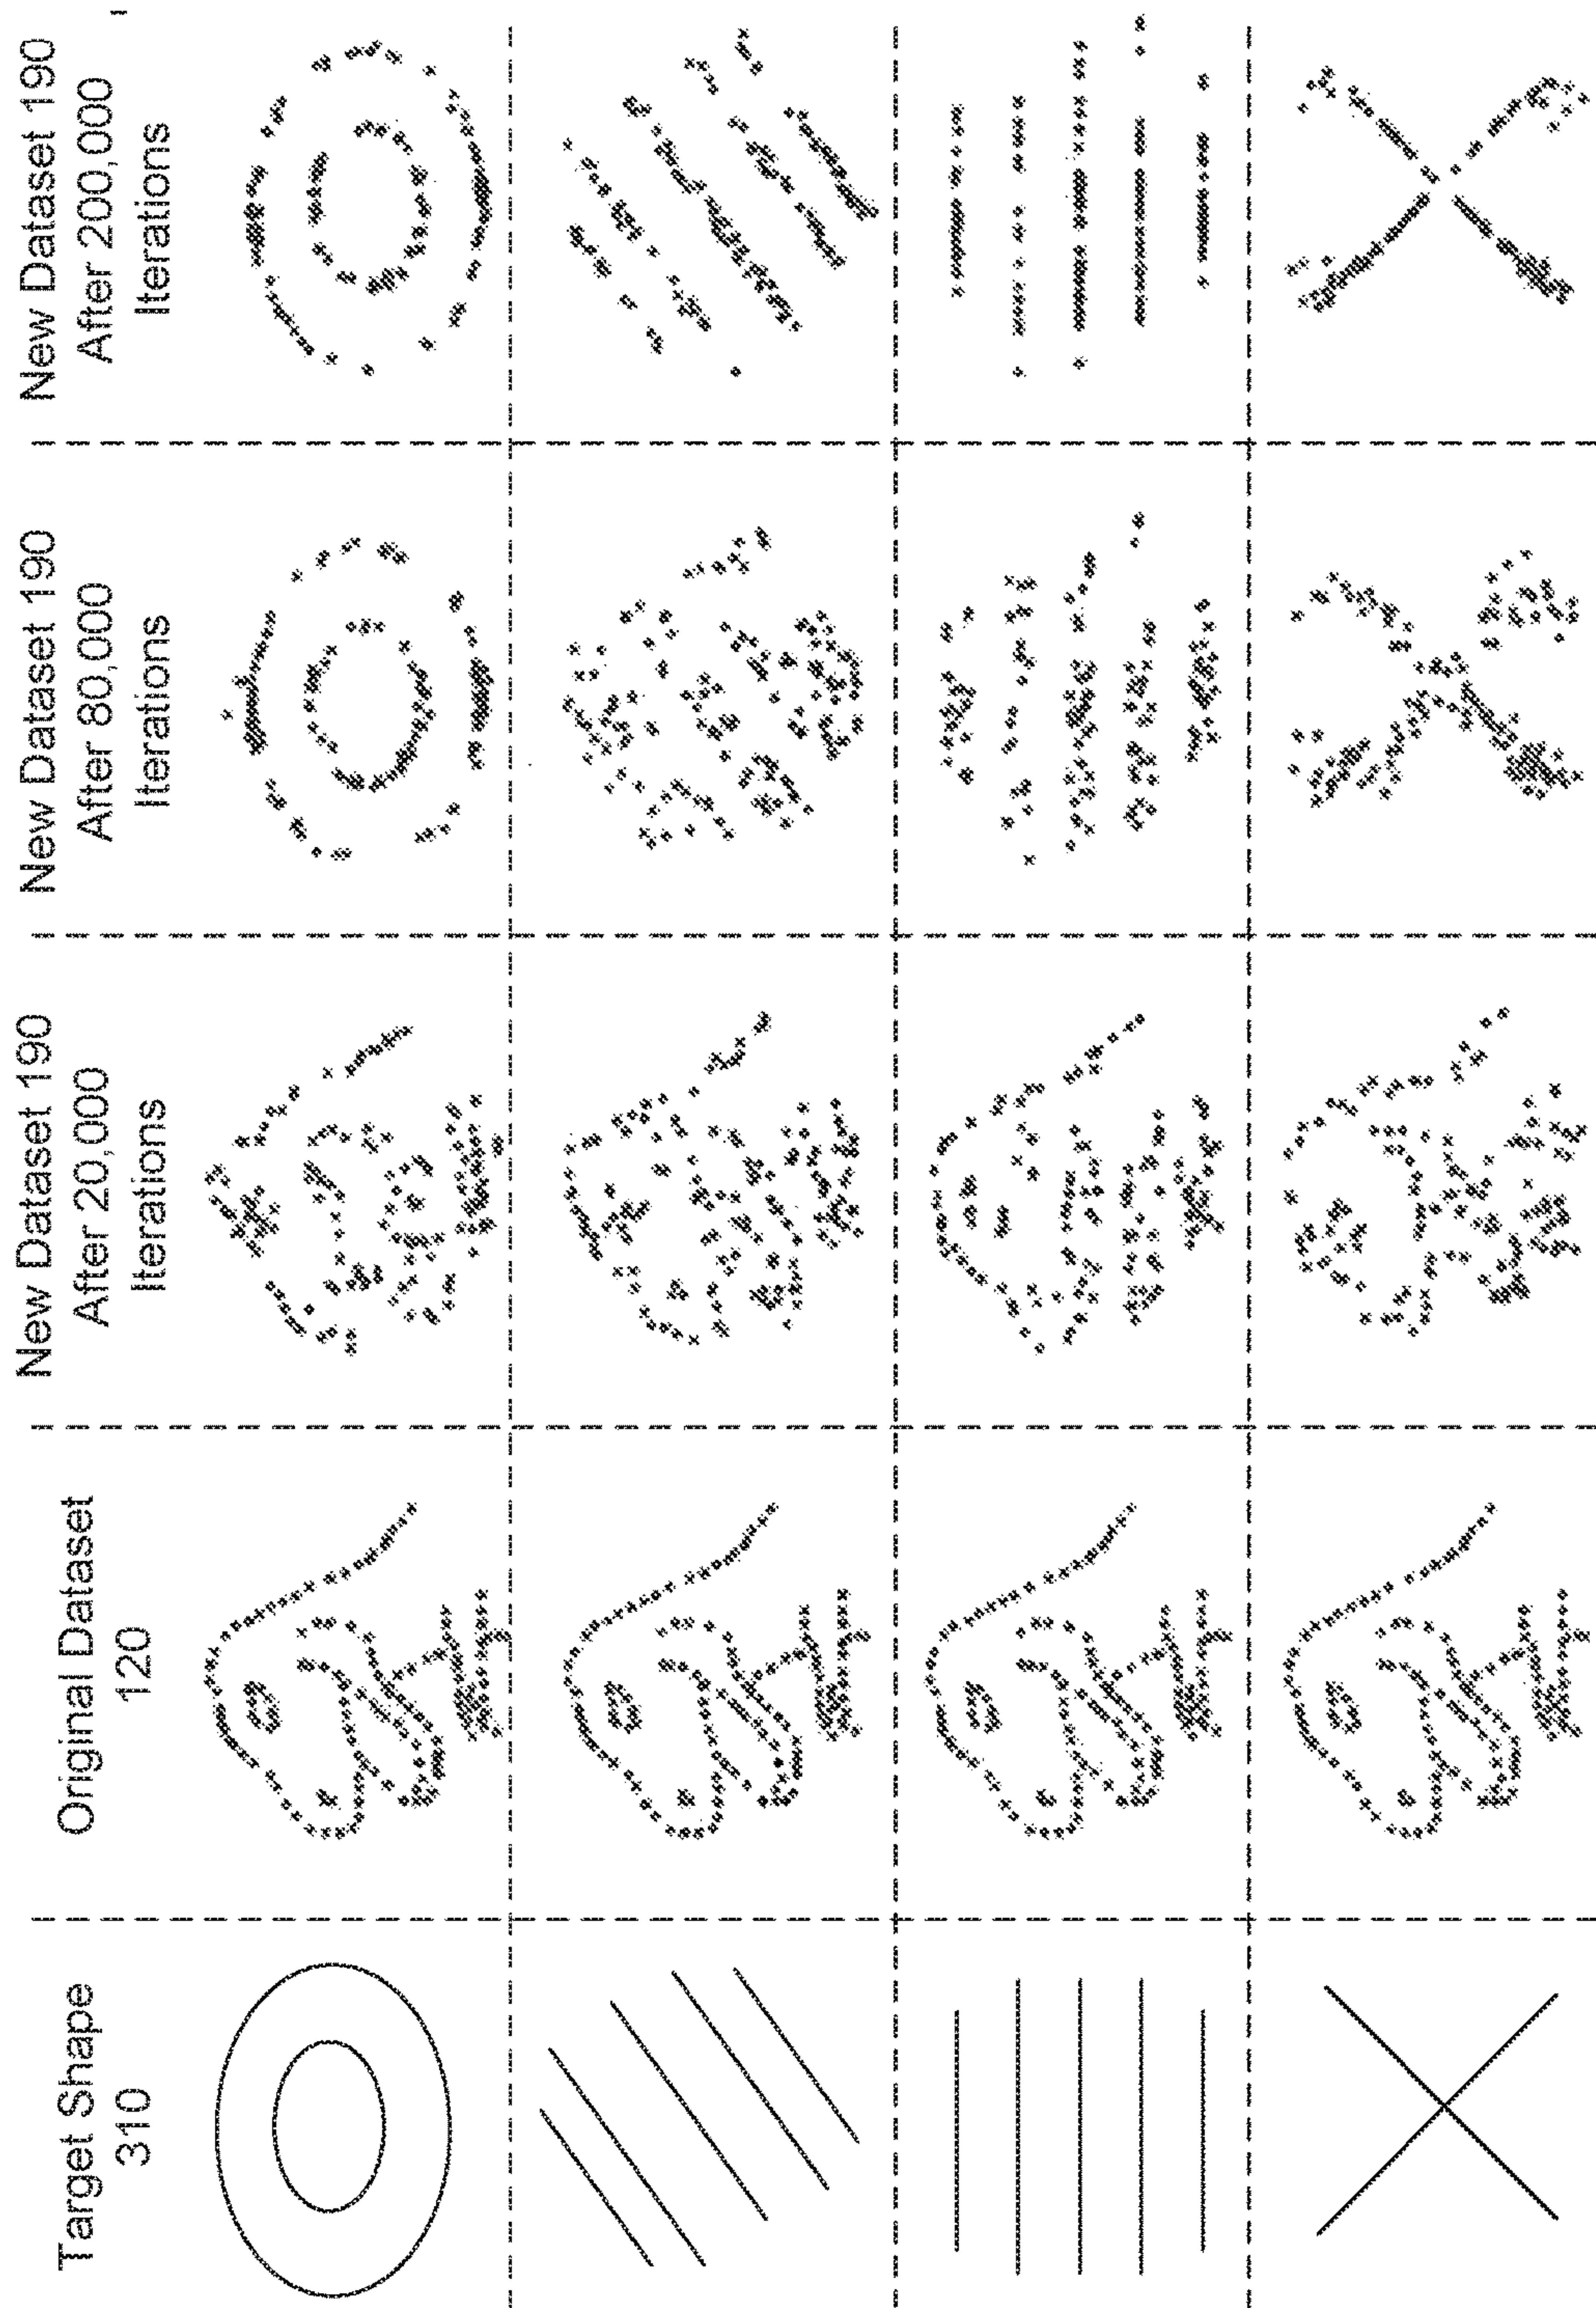 Target Shape
310
Original Dataset
120
New Dataset 190
After 20,000
Iterations
New Dataset 190
After 80,000
Iterations
New Dataset 190
After 200,000
Iterations